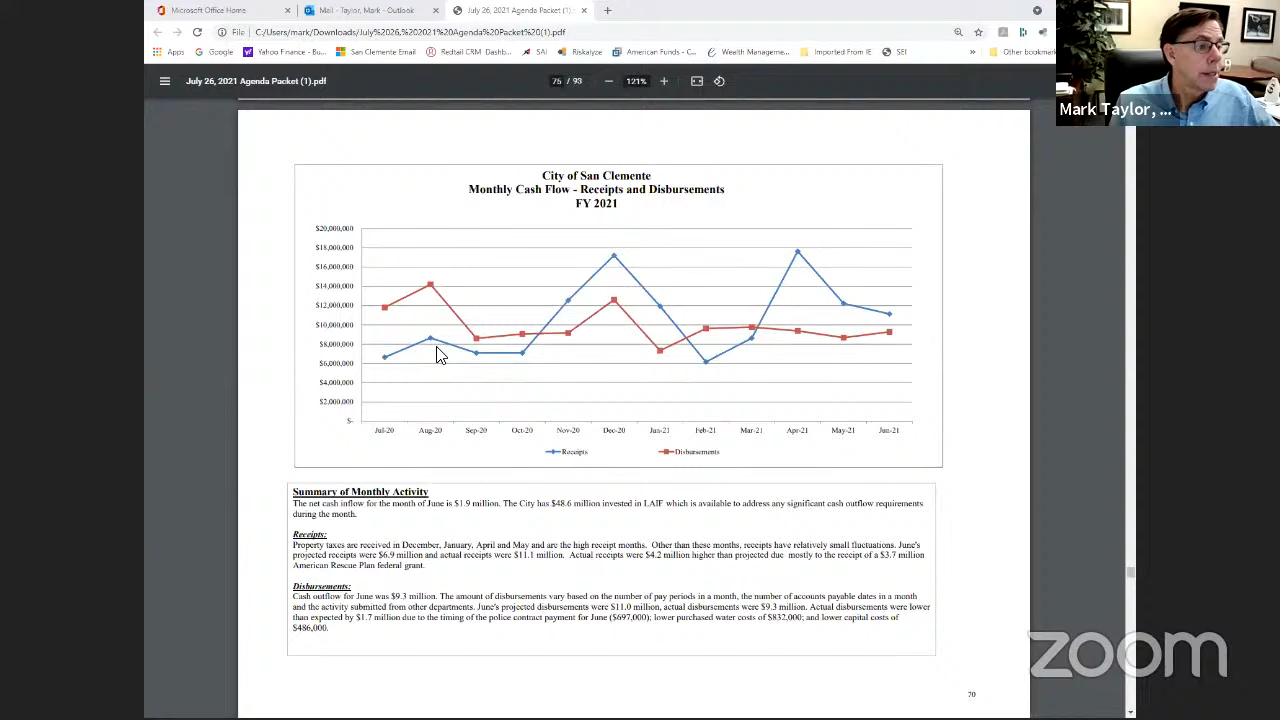 Microsoft Office Home
Mail - Taylor, Mark - Outlook
July 26, 2021 Agenda Packet (1).
File
C:/Users/mark/Downloads/July%2026.%202021%20Agenda%20Packet%20(1).pdf
Apps
Google
Yahoo Finance - Bu...
San Clemente Email
Redtail CRM Dashb...
SAI
Riskalyze
American Funds - C...
Wealth Manageme...
Imported From IE
SEI
Other bookmar
July 26, 2021 Agenda Packet (1).pdf
75 / 93
121%
Mark Taylor, ...
City of San Clemente
Monthly Cash Flow - Receipts and Disbursements
FY 2021
$20,000,000
$18,000,000
$16,000,000
$14,000,000
$12,000,000
$10,000,000
$8,000,000
$6,000,000
$4,000,000
$2,000,000
$-
Jul-20 Aug-20 Sep-20 Oct-20 Nov-20 Dec-20 Jan-21 Feb-21 Mar-21 Apr-21 May-21 Jun-21
Receipts Disbursements
Summary of Monthly Activity
The net cash inflow for the month of June is $1.9 million. The City has $48.6 million invested in LAIF which is available to address any significant cash outflow requirements
during the month.
Receipts:
Property taxes are received in December, January, April and May and are the high receipt months. Other than these months, receipts have relatively small fluctuations. June's
projected receipts were $6.9 million and actual receipts were $11.1 million. Actual receipts were $4.2 million higher than projected due mostly to the receipt of a $3.7 million
American Rescue Plan federal grant.
Disbursements:
Cash outflow for June was $9.3 million. The amount of disbursements vary based on the number of pay periods in a month, the number of accounts payable dates in a month
and the activity submitted from other departments. June's projected disbursements were $11.0 million, actual disbursements were $9.3 million. Actual disbursements were lower
than expected by $1.7 million due to the timing of the police contract payment for June ($697,000); lower purchased water costs of $832,000; and lower capital costs of
$486,000.
70
zoom